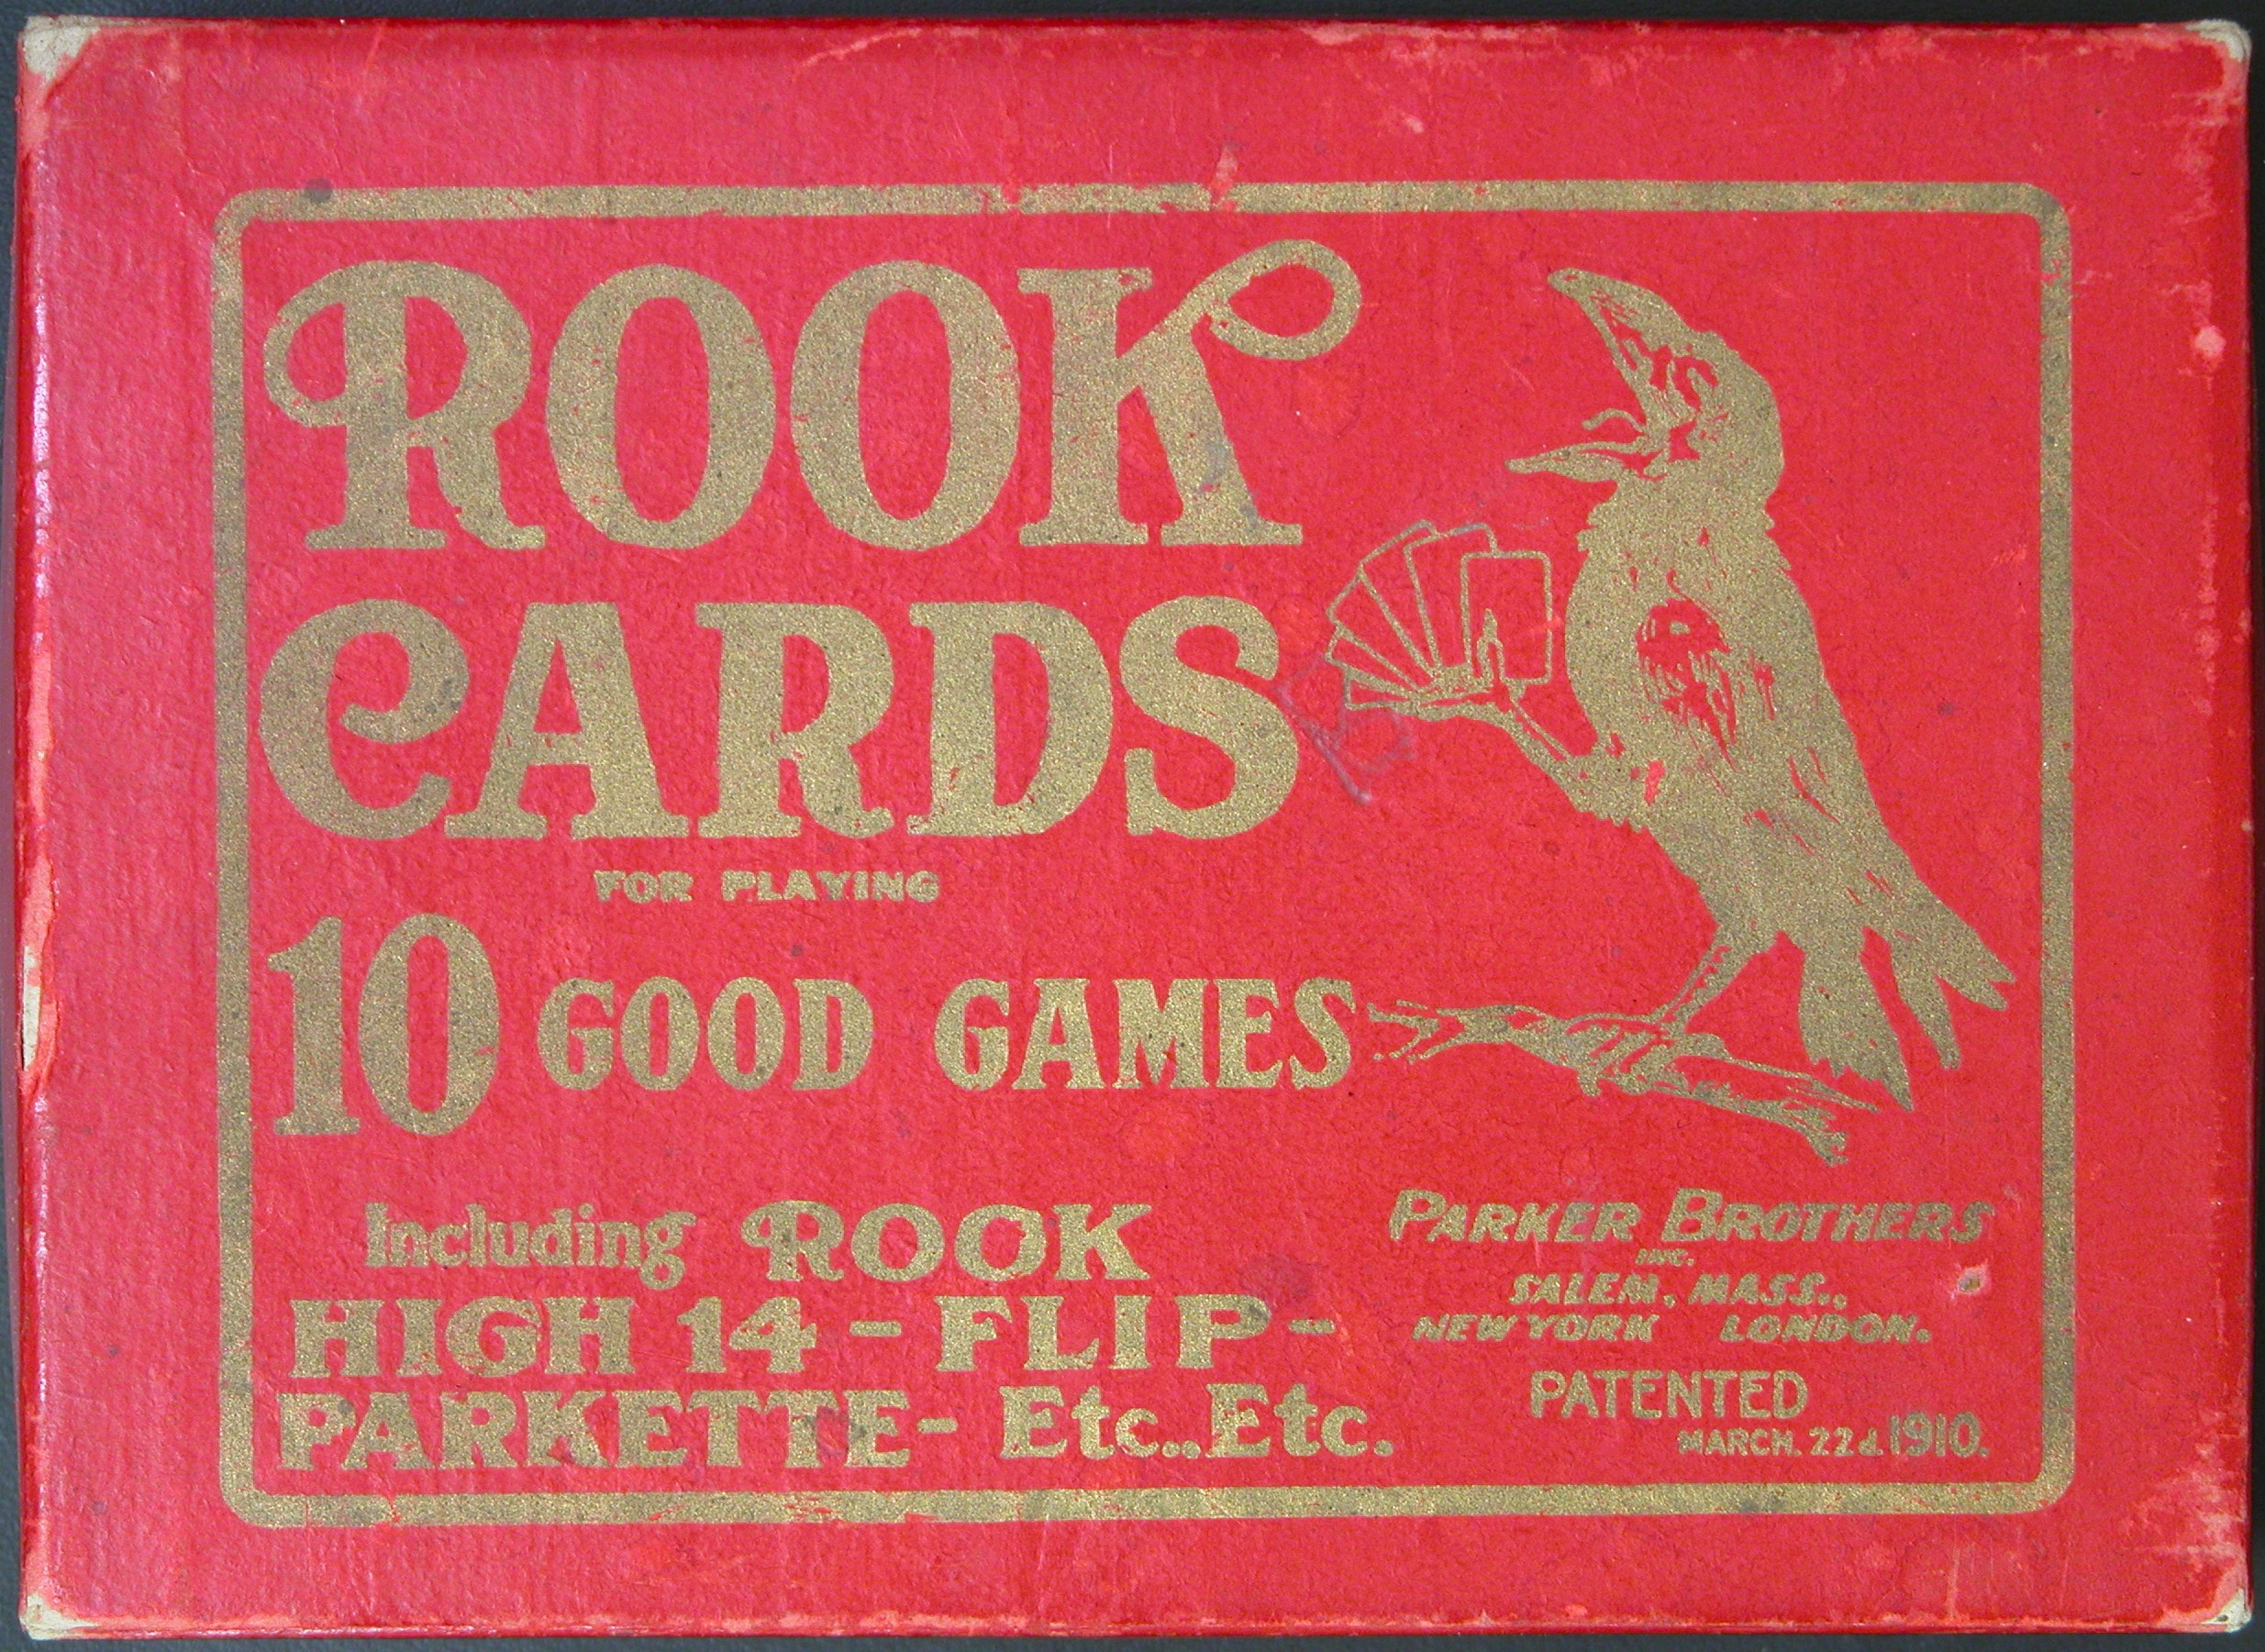 ROOK
CARDS
FOR PLAYING
10 GOOD GAMES
Including ROOK
HIGH 14 - FLIP -
PARKETTE - Etc., Etc.
PARKER BROTHERS
INC.
SALEM, MASS.,
NEW YORK LONDON.
PATENTED
MARCH. 22d 1910.